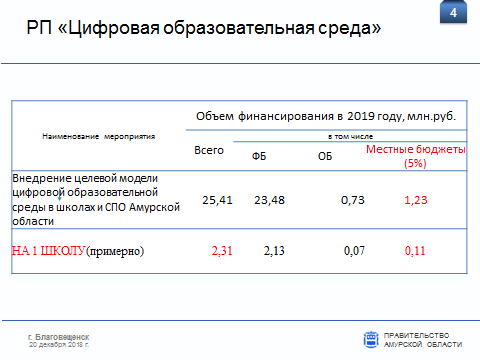 4
РП «Цифровая образовательная среда»
Наименование мероприятия
Объем финансирования в 2019 году, млн.руб.
Всего
в том числе
ФБ
ОБ
Местные бюджеты
(5%)
Внедрение целевой модели
цифровой образовательной
среды в школах и СПО Амурской
области
25,41
23,48
0,73
1,23
НА 1 ШКОЛУ(примерно)
2,31
2,13
0,07
0,11
г. Благовещенск
20 декабря 2018 г.
ПРАВИТЕЛЬСТВО
АМУРСКОЙ ОБЛАСТИ